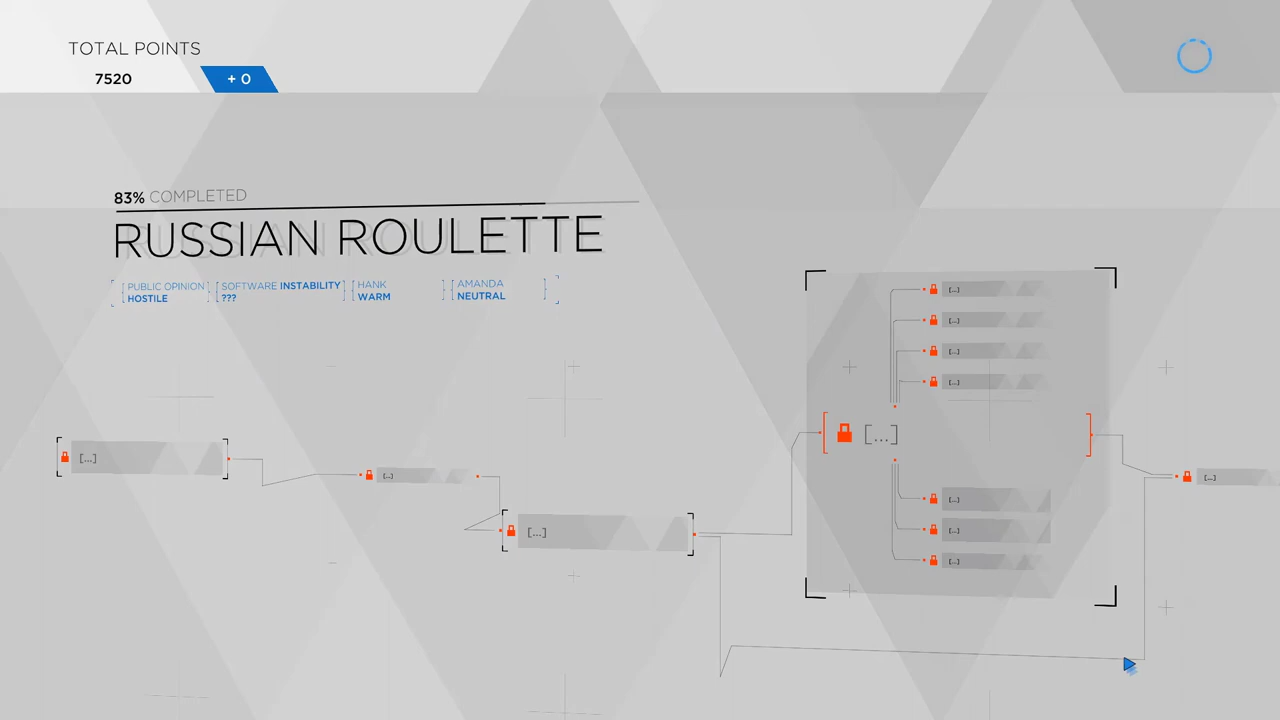 TOTAL POINTS
7520
+ 0
83% COMPLETED
RUSSIAN ROULETTE
PUBLIC OPINION
HOSTILE
SOFTWARE INSTABILITY
???
HANK
WARM
AMANDA
NEUTRAL
[...]
[...]
[...]
[...]
[...]
[...]
[...]
[...]
[...]
[...]
[...]
[...]